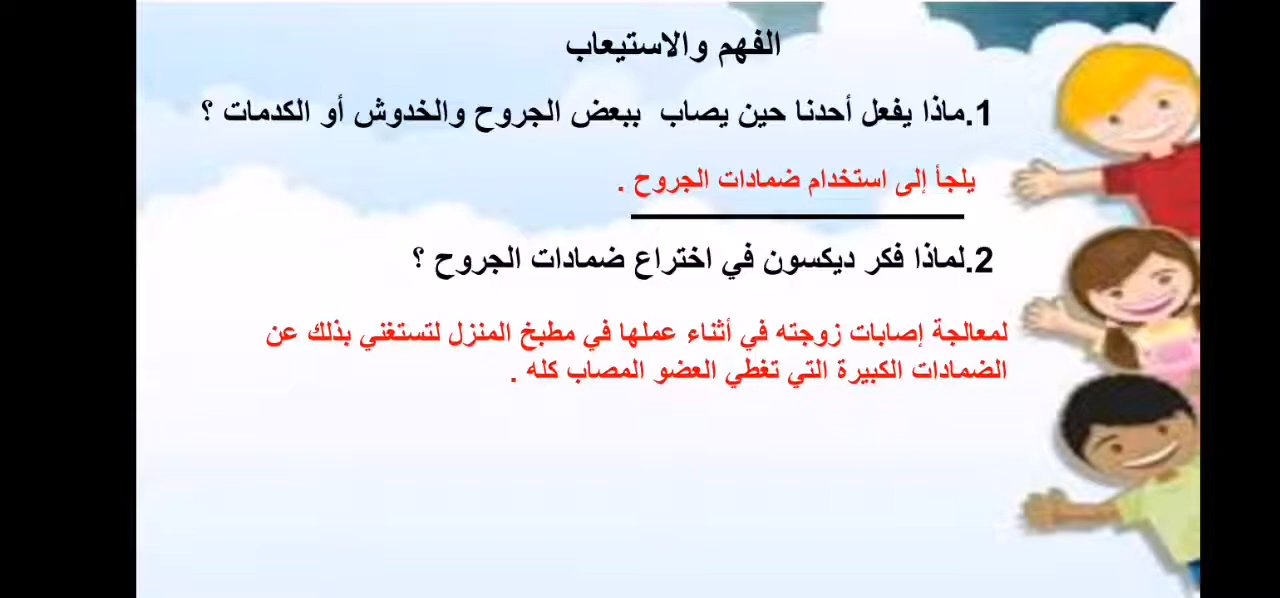 الفهم والاستيعاب
1.ماذا يفعل أحدنا حين يصاب ببعض الجروح والخدوش أو الكدمات ؟
يلجأ إلى استخدام ضمادات الجروح .
2.لماذا فكر ديكسون في اختراع ضمادات الجروح ؟
لمعالجة إصابات زوجته في أثناء عملها في مطبخ المنزل لتستغني بذلك عن
الضمادات الكبيرة التي تغطي العضو المصاب كله .